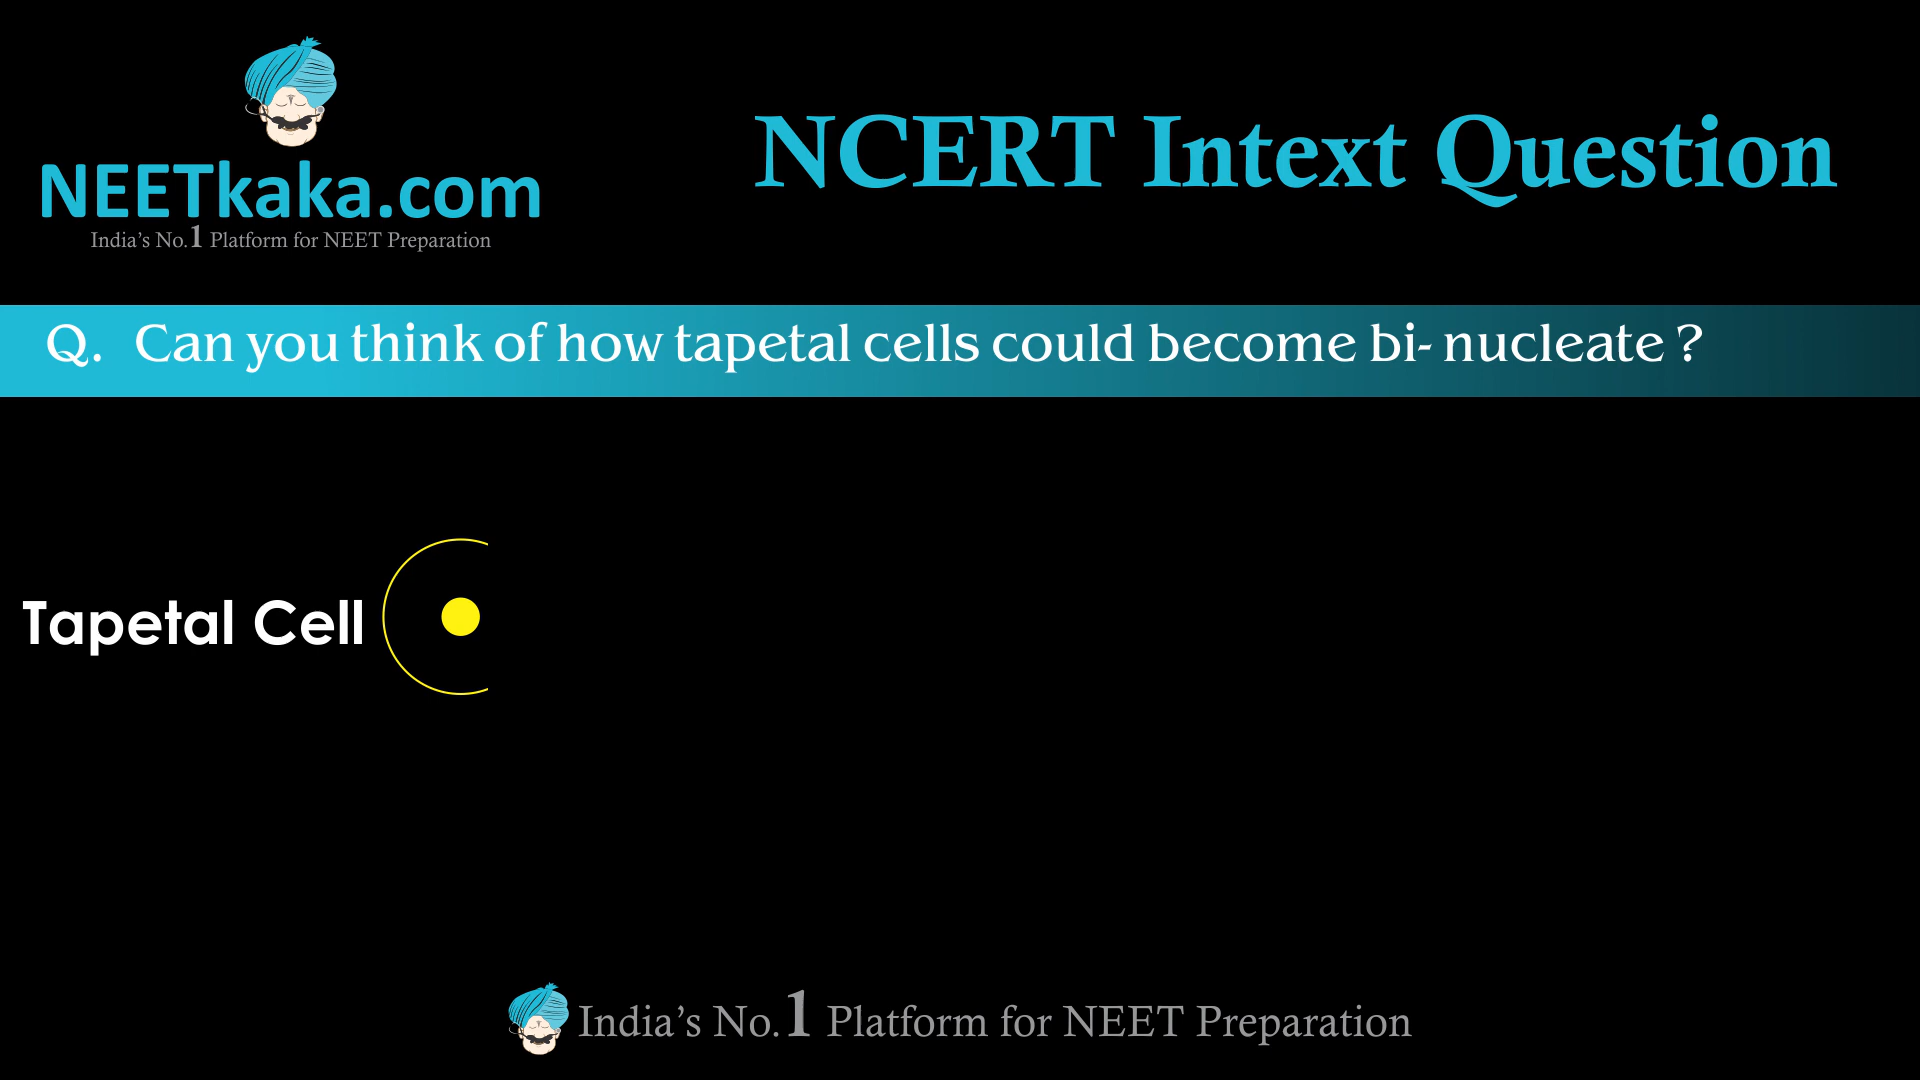 NEETkaka.com
India's No.1 Platform for NEET Preparation
NCERT Intext Question
Q. Can you think of how tapetal cells could become bi- nucleate ?
Tapetal Cell
India's No.1 Platform for NEET Preparation